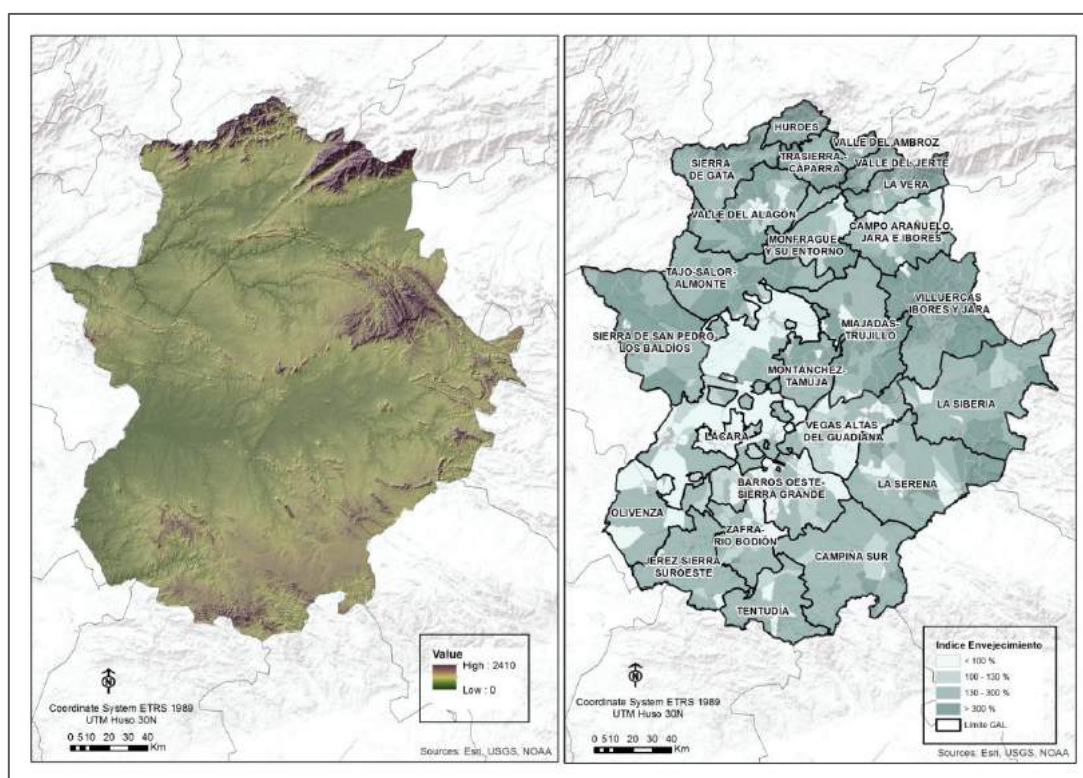 Value
High : 2410
Low : 0
N
Coordinate System ETRS 1989
UTM Huso 30N
0 5 10 20 30 40
Km
Sources: Esri, USGS, NOAA
HURDES
VALLE DEL AMBROZ
SIERRA
DE GATA
TRASIERRA-
CAPARRA
VALLE DEL JERTE
LA VERA
VALLE DEL ALAGÓN
MONFRAGUE
Y SU ENTORNO
CAMPO ARAÑUELO,
JARA E IBORES
TAJO-SALOR-
ALMONTE
VILLUERCAS
IBORES Y JARA
SIERRA DE SAN PEDRO-
LOS BALDÍOS
MIAJADAS-
TRUJILLO
MONTÁNCHEZ-
TAMUJA
LA SIBERIA
LÁCARA
VEGAS ALTAS
DEL GUADIANA
LA SERENA
BARROS OESTE-
SIERRA GRANDE
OLIVENZA
ZAFRA-
RIO BODIÓN
JEREZ SIERRA
SUROESTE
CAMPIÑA SUR
TENTUDÍA
Indice Envejecimiento
< 100 %
100 - 130 %
130 - 300 %
> 300 %
Límite GAL
N
Coordinate System ETRS 1989
UTM Huso 30N
0 5 10 20 30 40
Km
Sources: Esri, USGS, NOAA